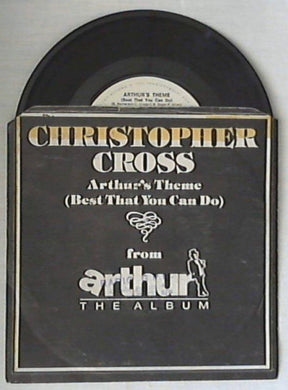 ARTHUR'S THEME
(Best That You Can Do)
CHRISTOPHER
CROSS
Arthur's Theme
(Best That You Can Do)
from
arthur
THE ALBUM